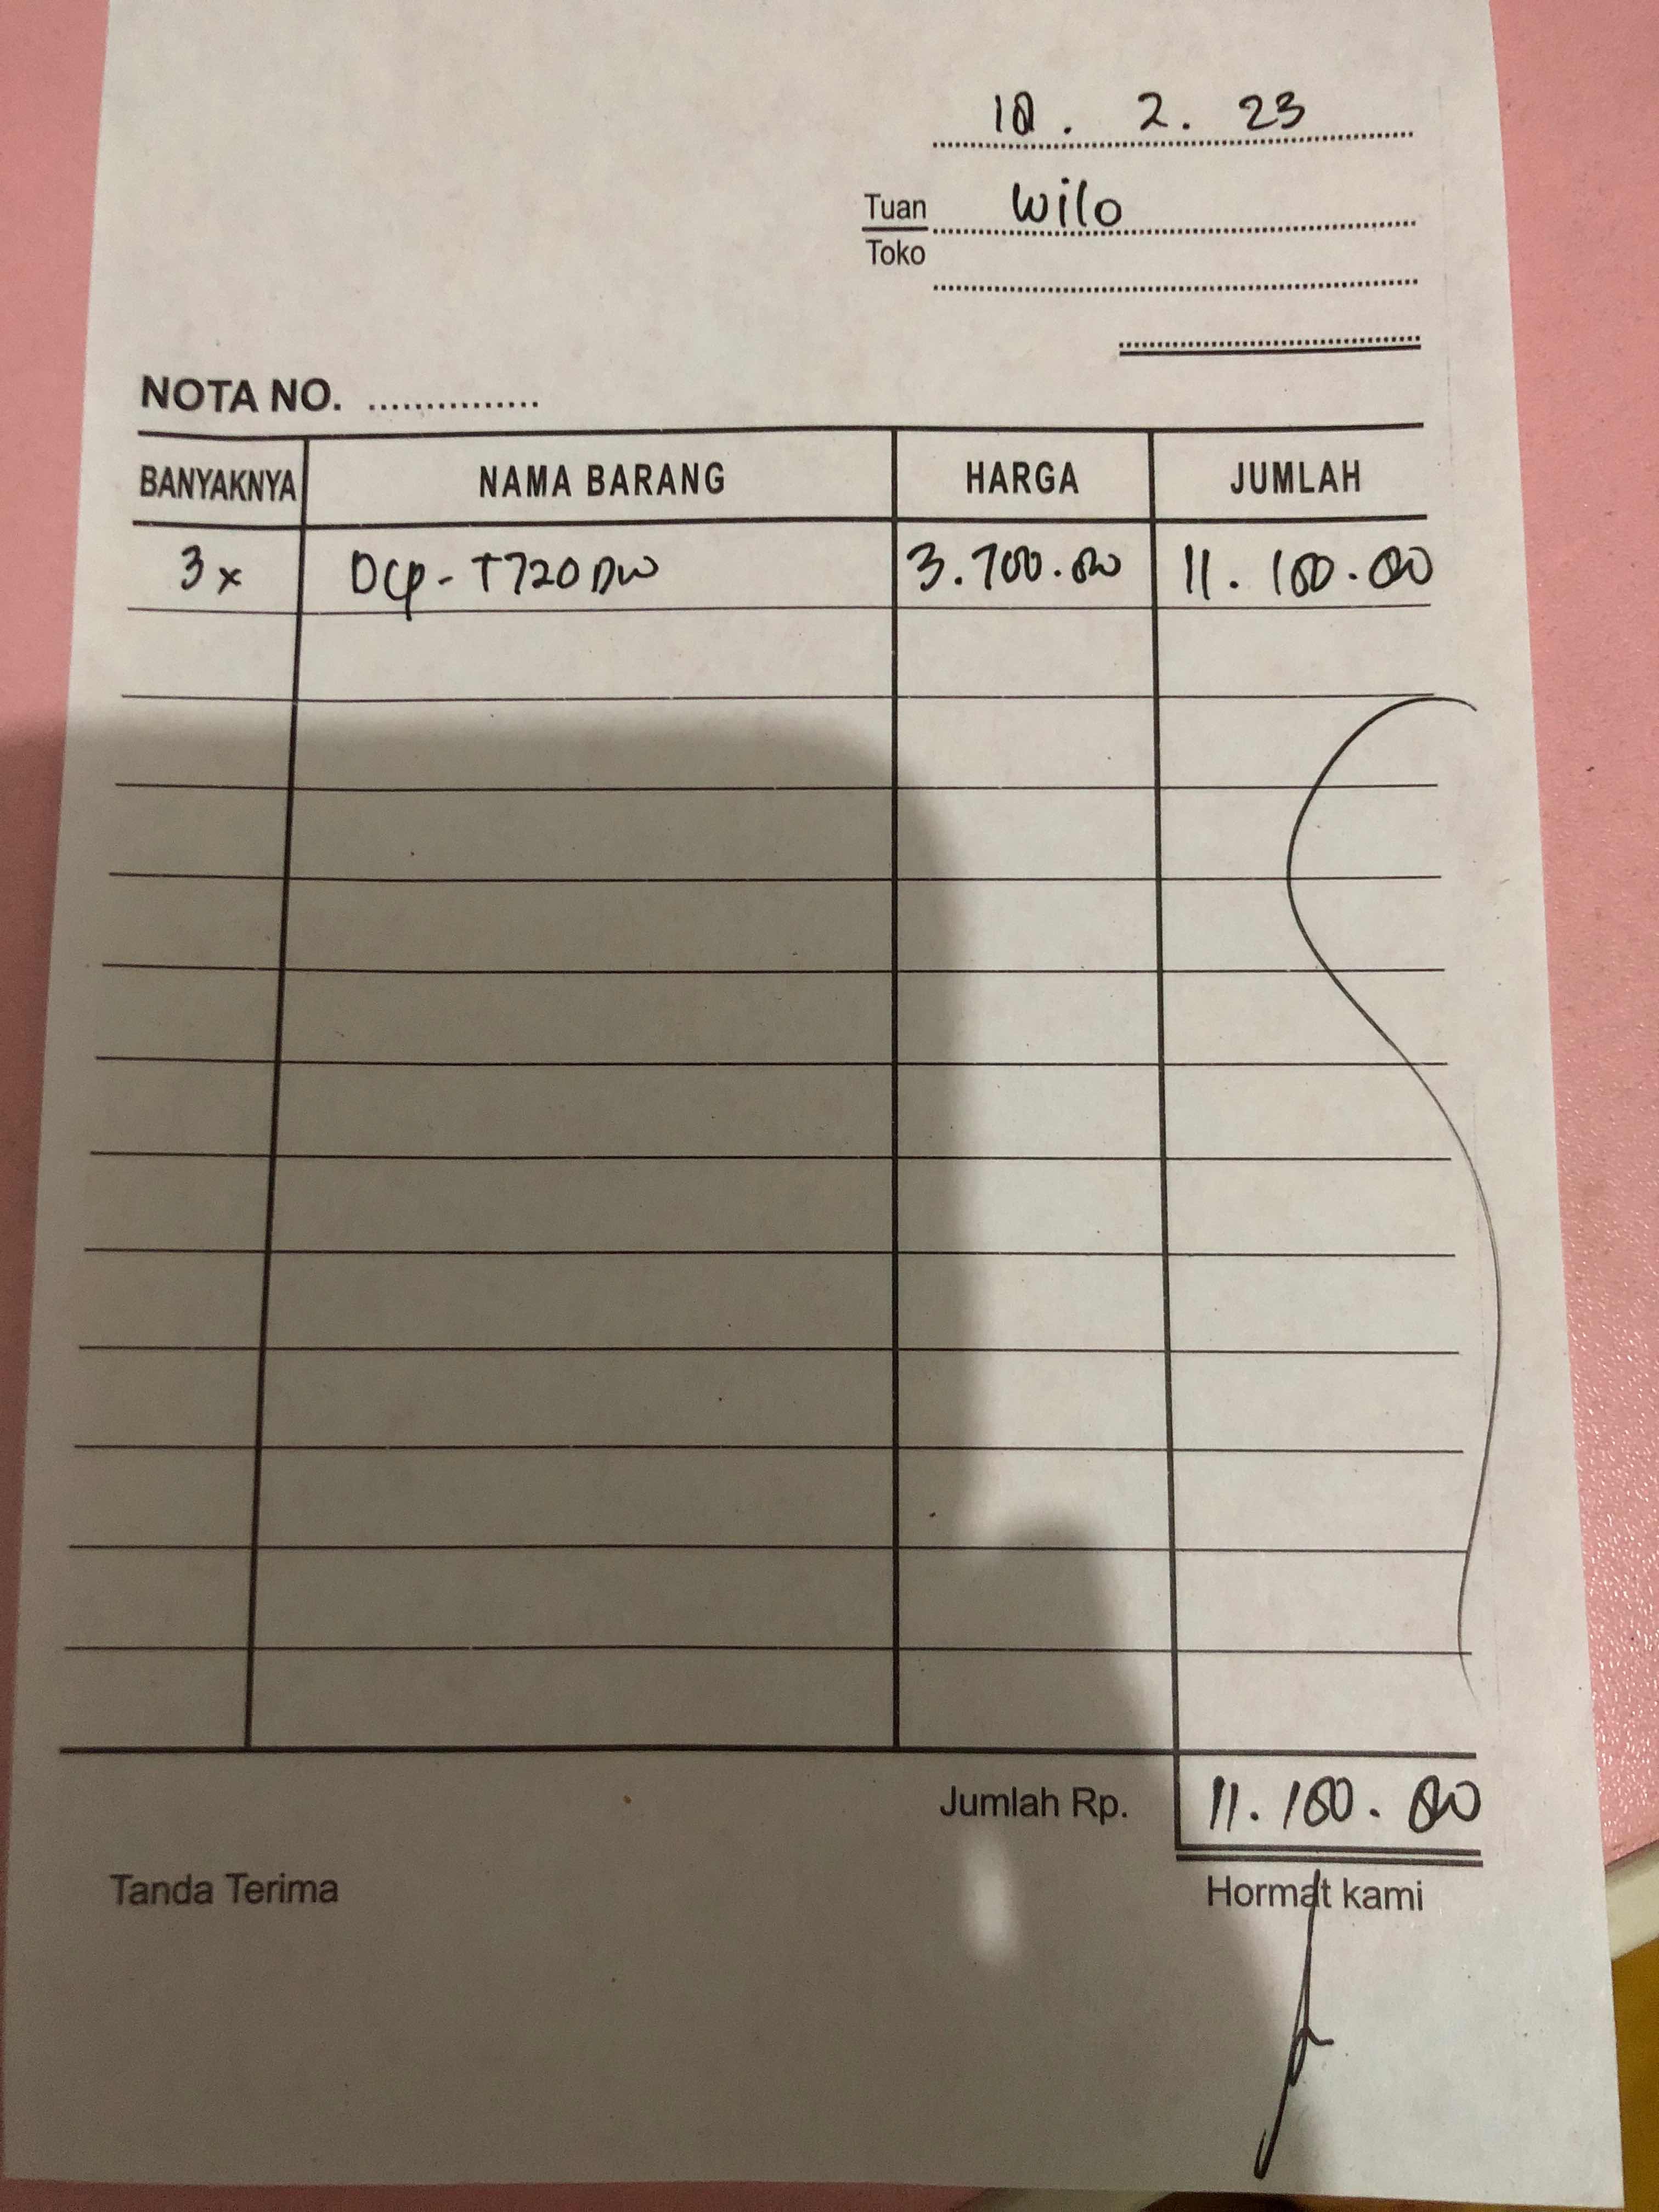 10. 2. 23
Tuan wilo
Toko
NOTA NO. ...............
BANYAKNYA NAMA BARANG HARGA JUMLAH
3x DCP-T720DW 3.700.000 11.100.000
Jumlah Rp. 11.100.000
Tanda Terima Hormat kami